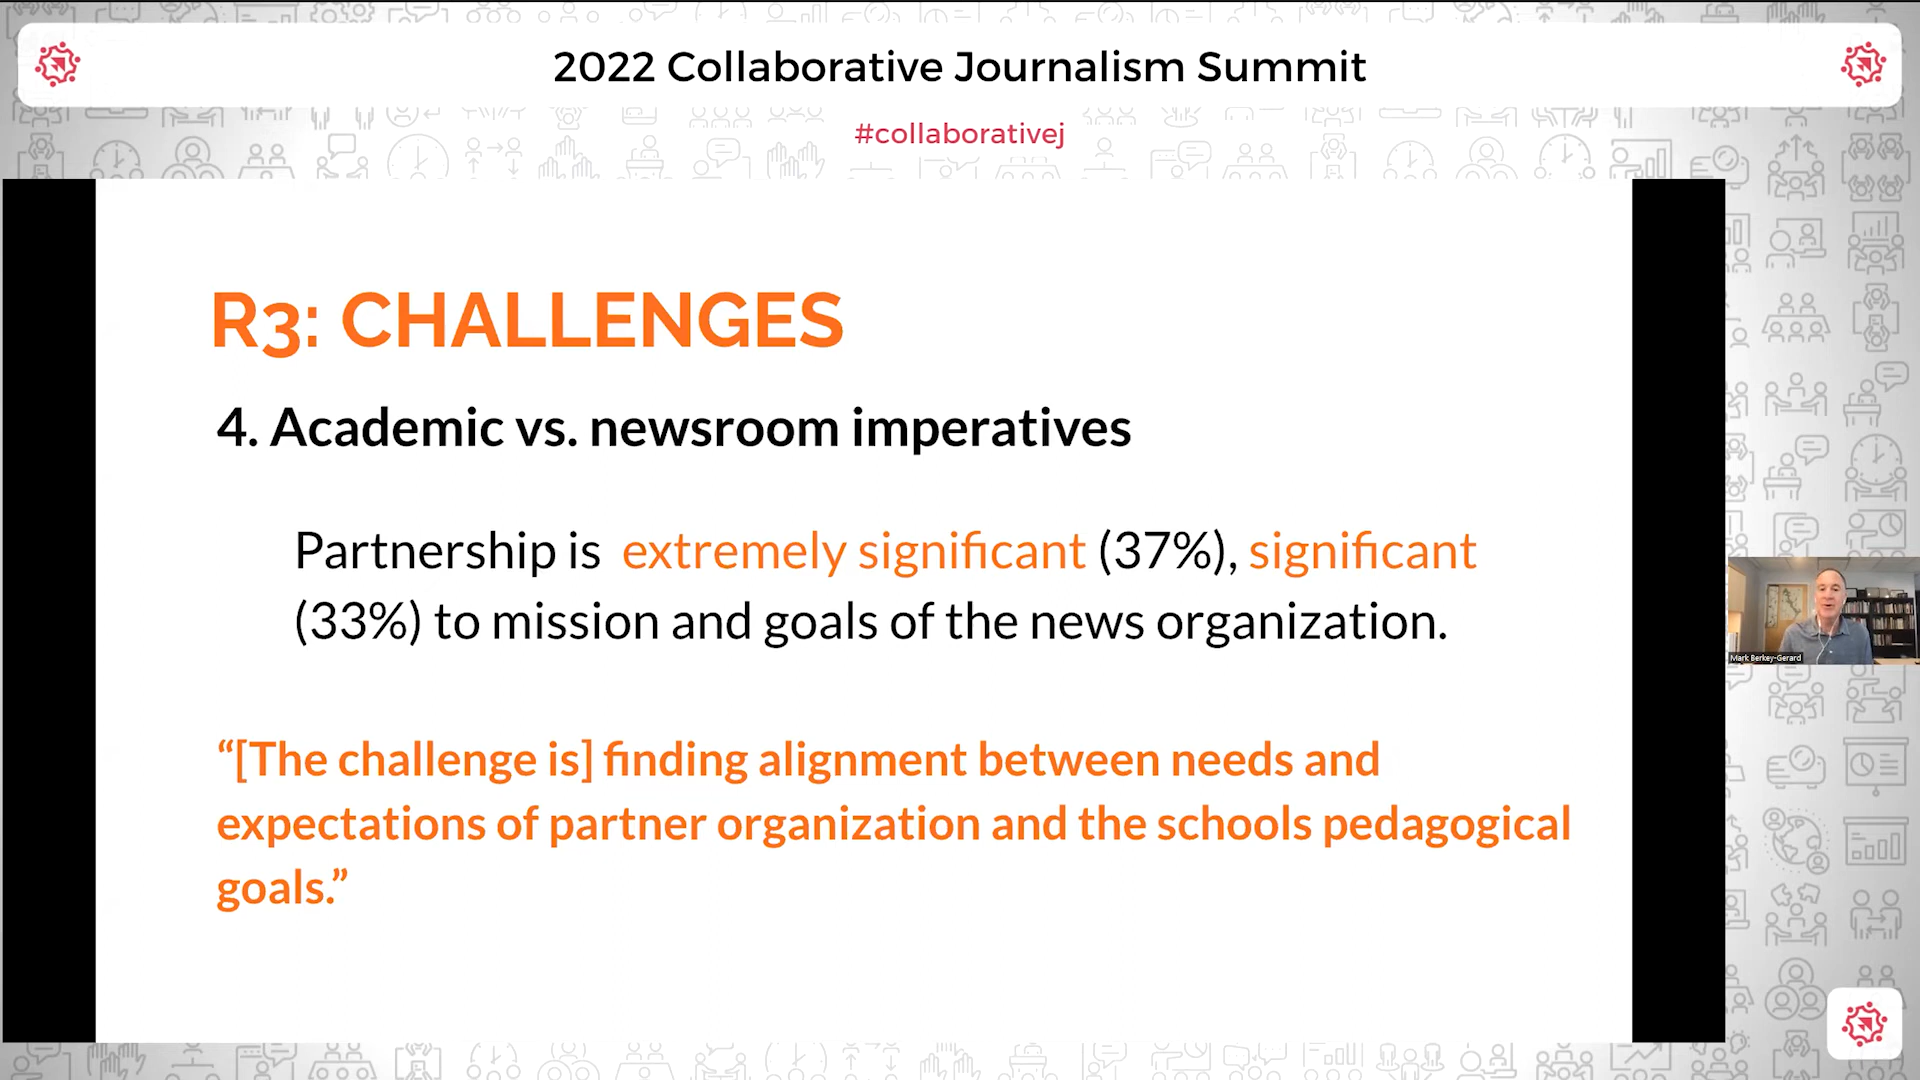 2022 Collaborative Journalism Summit
#collaborativej
R3: CHALLENGES
4. Academic vs. newsroom imperatives
Partnership is extremely significant (37%), significant
(33%) to mission and goals of the news organization.
“[The challenge is] finding alignment between needs and
expectations of partner organization and the schools pedagogical
goals.”
Mark Berkey-Gerard